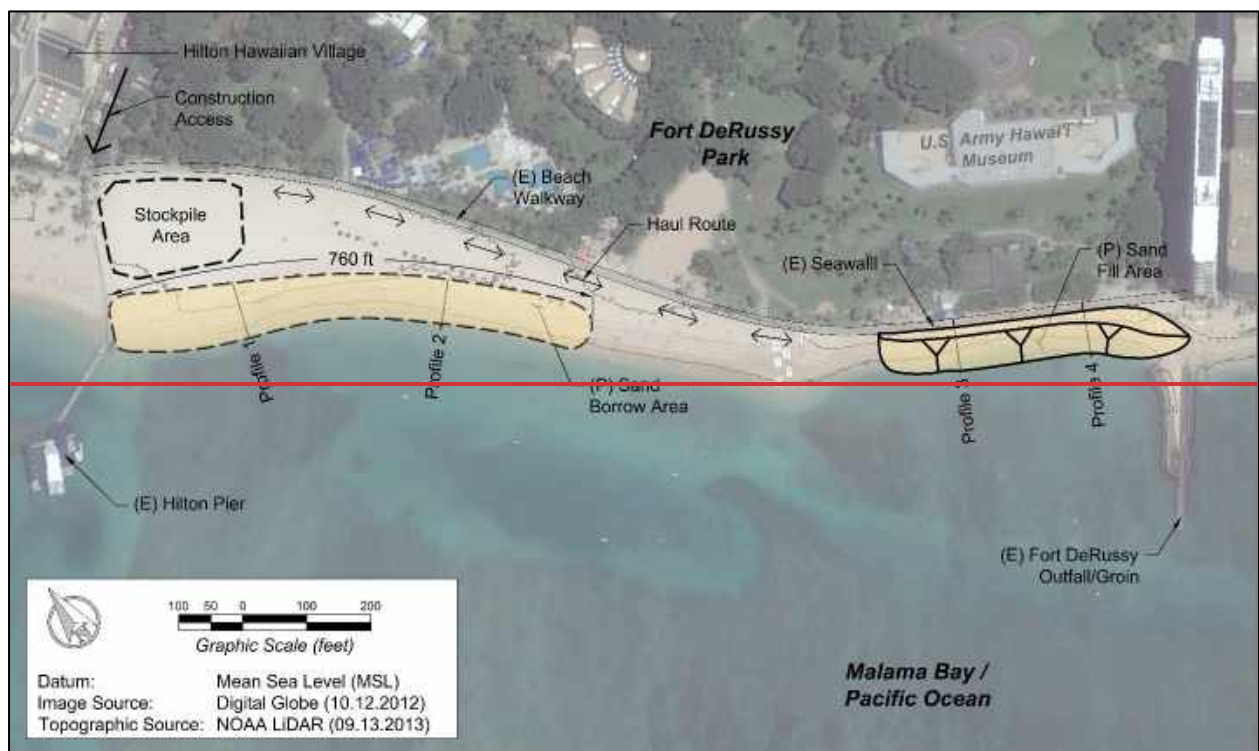 Hilton Hawaiian Village
Construction
Access
Fort DeRussy
Park
U.S. Army Hawai'i
Museum
(E) Beach
Walkway
Stockpile
Area
Haul Route
760 ft
(E) Seawalll
(P) Sand
Fill Area
Profile 1
Profile 2
(P) Sand
Borrow Area
Profile 3
Profile 4
(E) Hilton Pier
(E) Fort DeRussy
Outfall/Groin
100 50 0 100 200
Graphic Scale (feet)
Datum: Mean Sea Level (MSL)
Image Source: Digital Globe (10.12.2012)
Topographic Source: NOAA LiDAR (09.13.2013)
Malama Bay /
Pacific Ocean